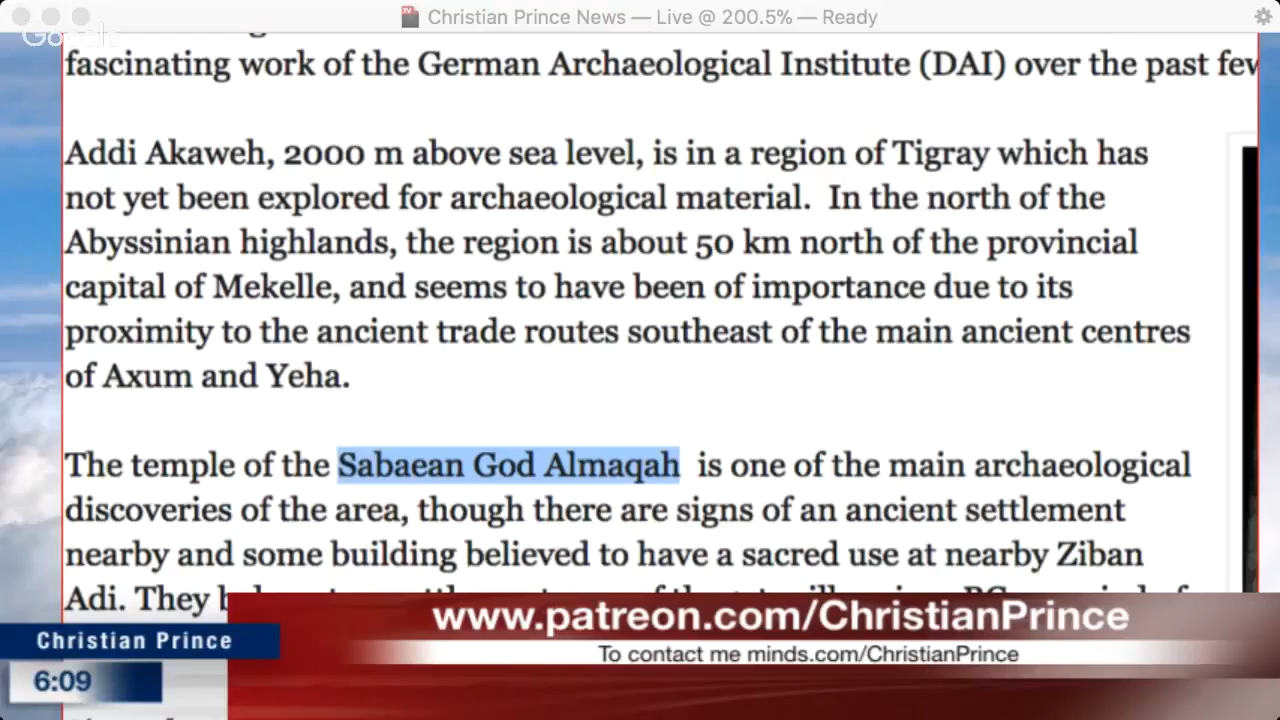 Christian Prince News — Live @ 200.5% — Ready
Google
fascinating work of the German Archaeological Institute (DAI) over the past few
Addi Akaweh, 2000 m above sea level, is in a region of Tigray which has
not yet been explored for archaeological material. In the north of the
Abyssinian highlands, the region is about 50 km north of the provincial
capital of Mekelle, and seems to have been of importance due to its
proximity to the ancient trade routes southeast of the main ancient centres
of Axum and Yeha.
The temple of the Sabaean God Almaqah is one of the main archaeological
discoveries of the area, though there are signs of an ancient settlement
nearby and some building believed to have a sacred use at nearby Ziban
Adi. They
www.patreon.com/ChristianPrince
Christian Prince
To contact me minds.com/ChristianPrince
6:09